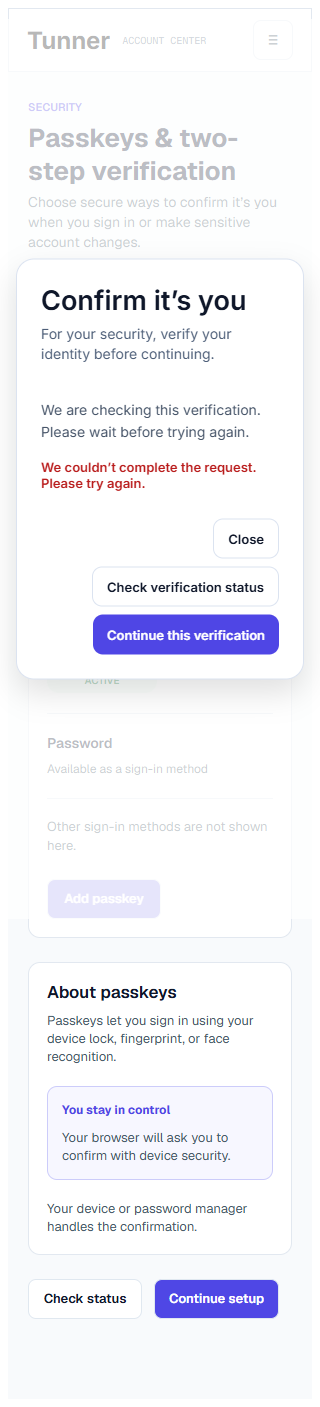 Tunner ACCOUNT CENTER
SECURITY
Passkeys & two-
step verification
Choose secure ways to confirm it's you
when you sign in or make sensitive
account changes.
Confirm it’s you
For your security, verify your
identity before continuing.
We are checking this verification.
Please wait before trying again.
We couldn’t complete the request.
Please try again.
Close
Check verification status
Continue this verification
ACTIVE
Password
Available as a sign-in method
Other sign-in methods are not shown
here.
Add passkey
About passkeys
Passkeys let you sign in using your
device lock, fingerprint, or face
recognition.
You stay in control
Your browser will ask you to
confirm with device security.
Your device or password manager
handles the confirmation.
Check status
Continue setup